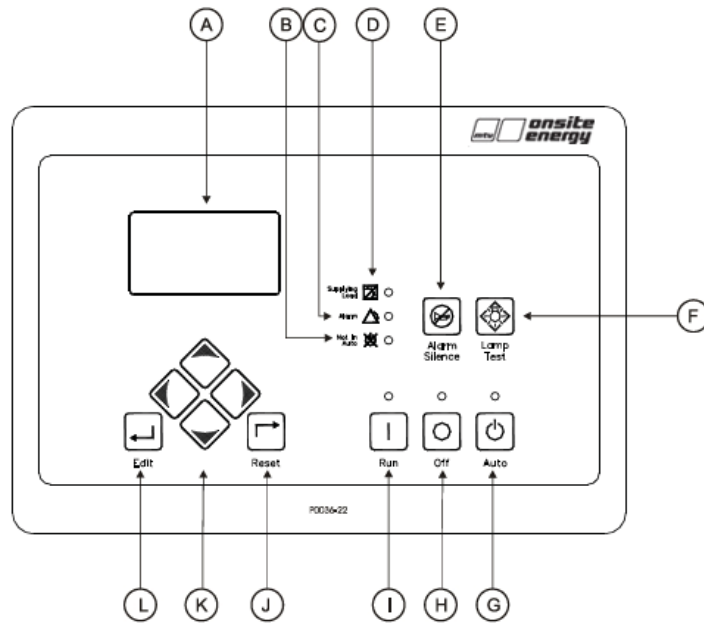 A
B
C
D
E
mtu onsite
energy
Supplying
Load
Alarm
Not In
Auto
Alarm
Silence
Lamp
Test
F
Edit
Reset
Run
Off
Auto
P0036-22
L
K
J
I
H
G